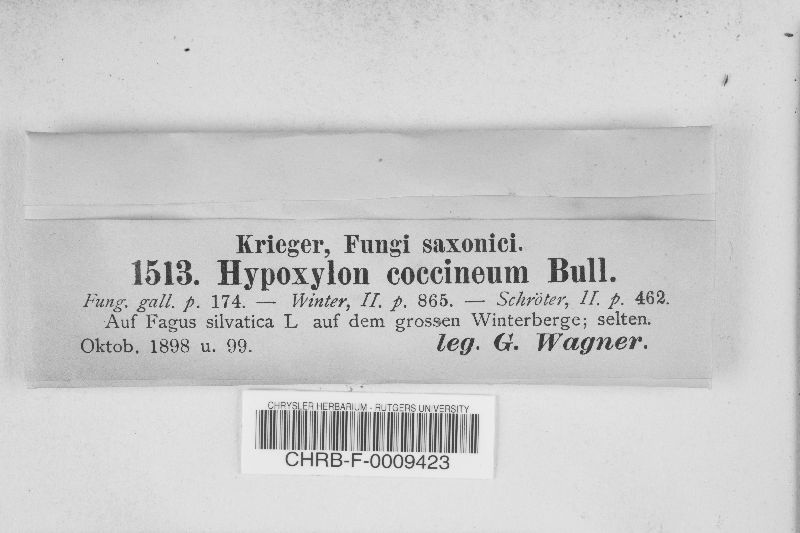 Krieger, Fungi saxonici.
1513. Hypoxylon coccineum Bull.
Fung. gall. p. 174. — Winter, II. p. 865. — Schröter, II. p. 462.
Auf Fagus silvatica L auf dem grossen Winterberge; selten.
Oktob. 1898 u. 99. leg. G. Wagner.
CHRYSLER HERBARIUM - RUTGERS UNIVERSITY
CHRB-F-0009423